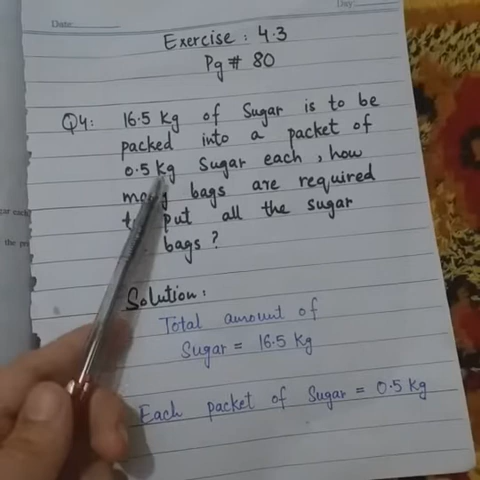 Date:
Day:
Exercise : 4.3
Pg # 80
Q4: 16.5 Kg of Sugar is to be
packed into a packet of
0.5 Kg Sugar each, how
bags are required
put all the sugar
bags ?
Solution:
Total amount of
Sugar = 16.5 Kg
Each packet of Sugar = 0.5 Kg